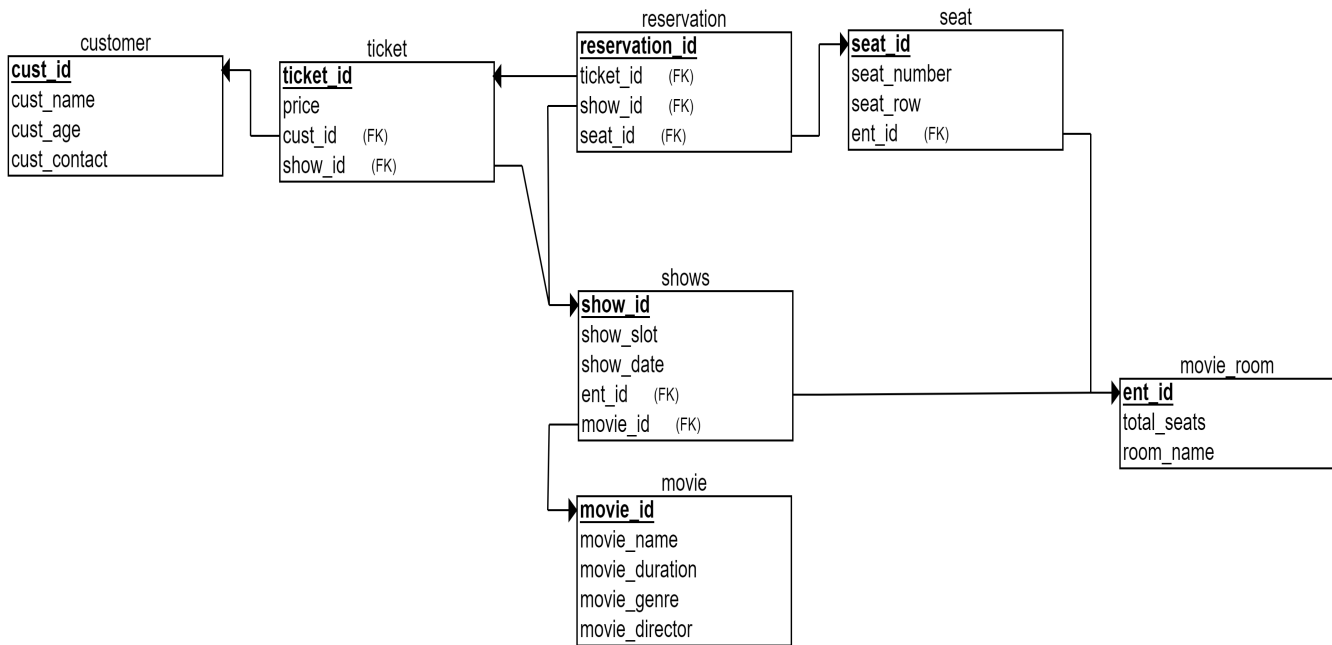 customer
cust_id
cust_name
cust_age
cust_contact
ticket
ticket_id
price
cust_id (FK)
show_id (FK)
reservation
reservation_id
ticket_id (FK)
show_id (FK)
seat_id (FK)
seat
seat_id
seat_number
seat_row
ent_id (FK)
shows
show_id
show_slot
show_date
ent_id (FK)
movie_id (FK)
movie_room
ent_id
total_seats
room_name
movie
movie_id
movie_name
movie_duration
movie_genre
movie_director